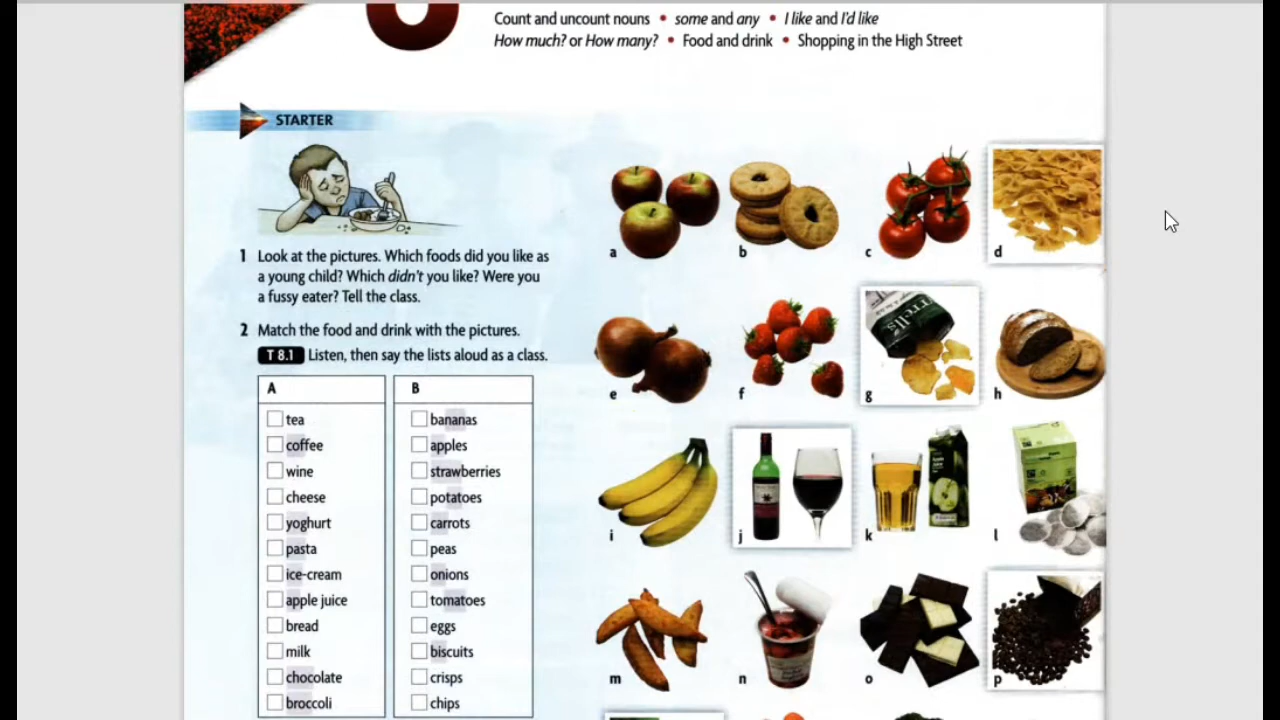 Count and uncount nouns • some and any • I like and I'd like
How much? or How many? • Food and drink • Shopping in the High Street
STARTER
1 Look at the pictures. Which foods did you like as
a young child? Which didn't you like? Were you
a fussy eater? Tell the class.
2 Match the food and drink with the pictures.
T 8.1 Listen, then say the lists aloud as a class.
A
tea
coffee
wine
cheese
yoghurt
pasta
ice-cream
apple juice
bread
milk
chocolate
broccoli
B
bananas
apples
strawberries
potatoes
carrots
peas
onions
tomatoes
eggs
biscuits
crisps
chips
a
b
c
d
e
f
g
h
i
j
k
l
m
n
o
p